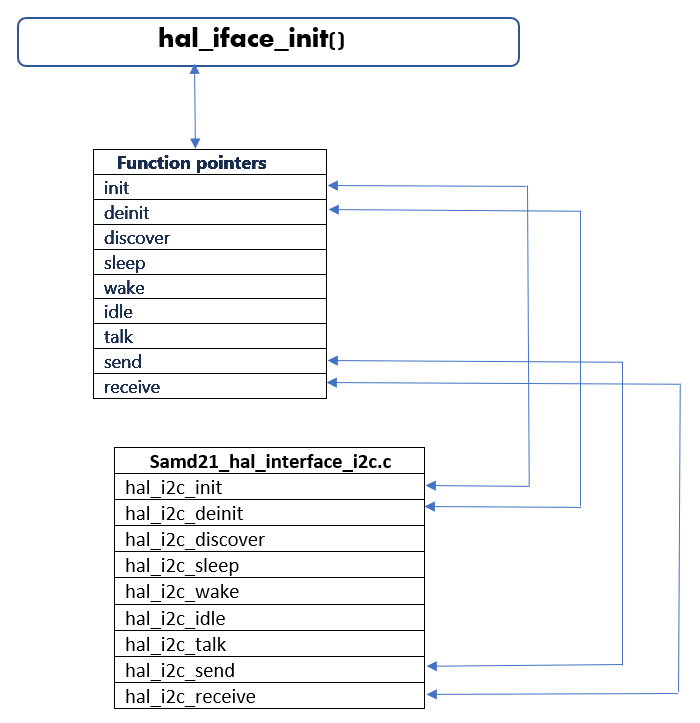 hal_iface_init()
Function pointers
init
deinit
discover
sleep
wake
idle
talk
send
receive
Samd21_hal_interface_i2c.c
hal_i2c_init
hal_i2c_deinit
hal_i2c_discover
hal_i2c_sleep
hal_i2c_wake
hal_i2c_idle
hal_i2c_talk
hal_i2c_send
hal_i2c_receive